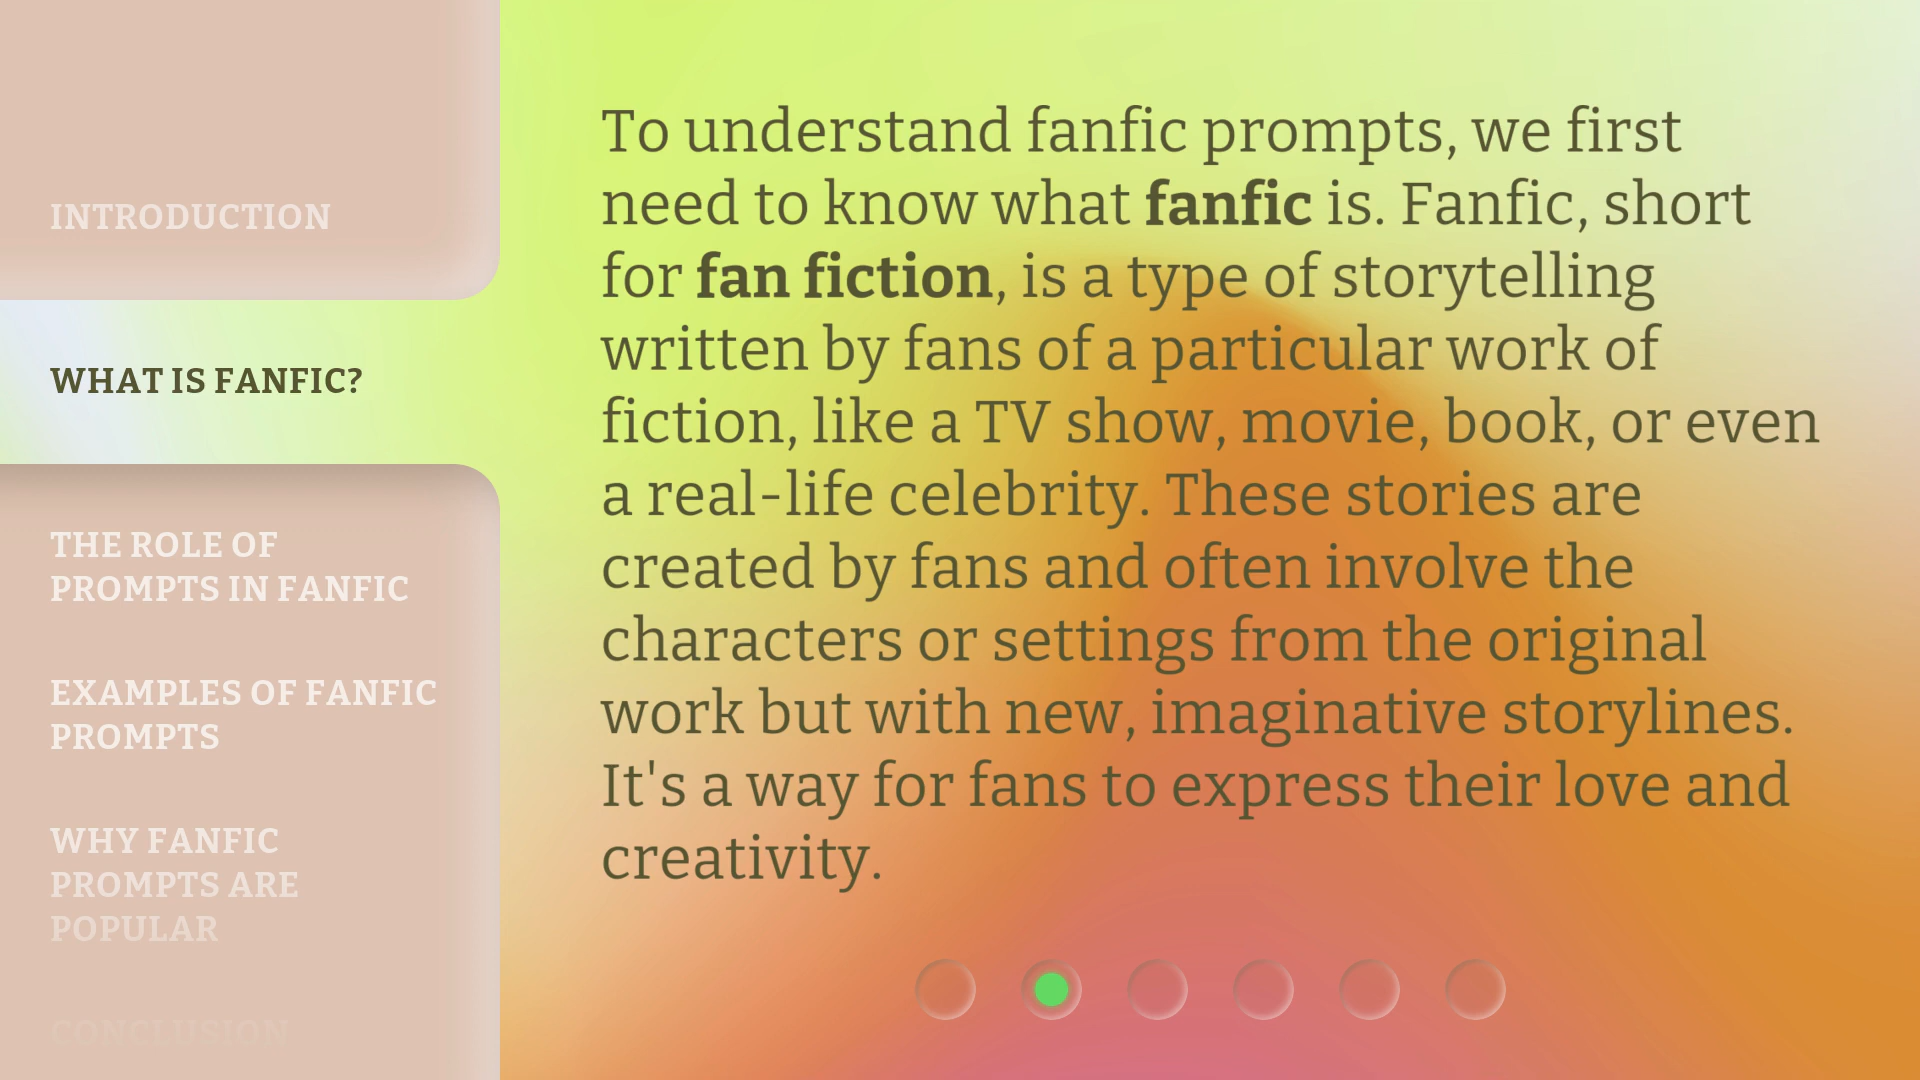 INTRODUCTION
WHAT IS FANFIC?
THE ROLE OF
PROMPTS IN FANFIC
EXAMPLES OF FANFIC
PROMPTS
WHY FANFIC
PROMPTS ARE
POPULAR
CONCLUSION
To understand fanfic prompts, we first
need to know what fanfic is. Fanfic, short
for fan fiction, is a type of storytelling
written by fans of a particular work of
fiction, like a TV show, movie, book, or even
a real-life celebrity. These stories are
created by fans and often involve the
characters or settings from the original
work but with new, imaginative storylines.
It's a way for fans to express their love and
creativity.